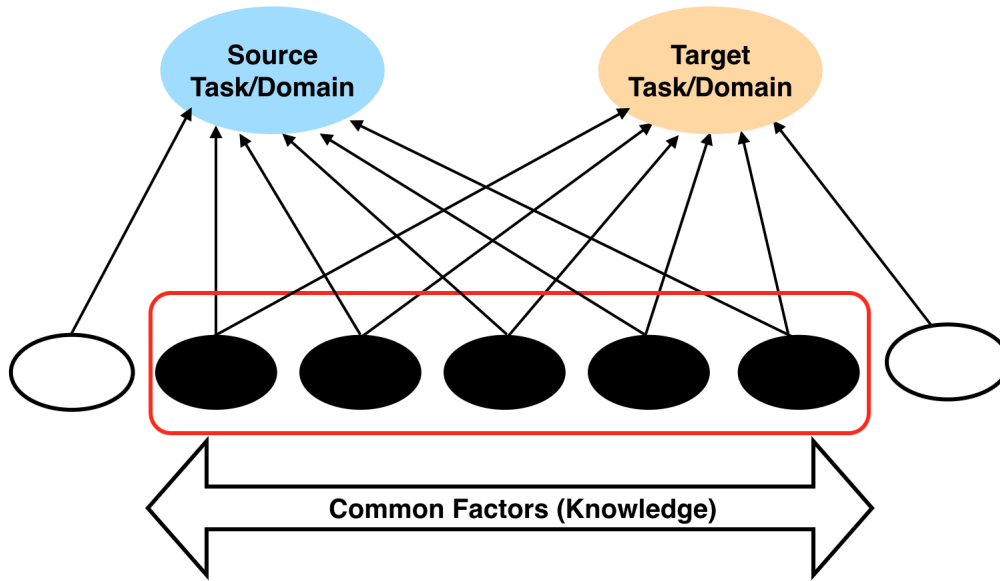 Source
Task/Domain
Target
Task/Domain
Common Factors (Knowledge)